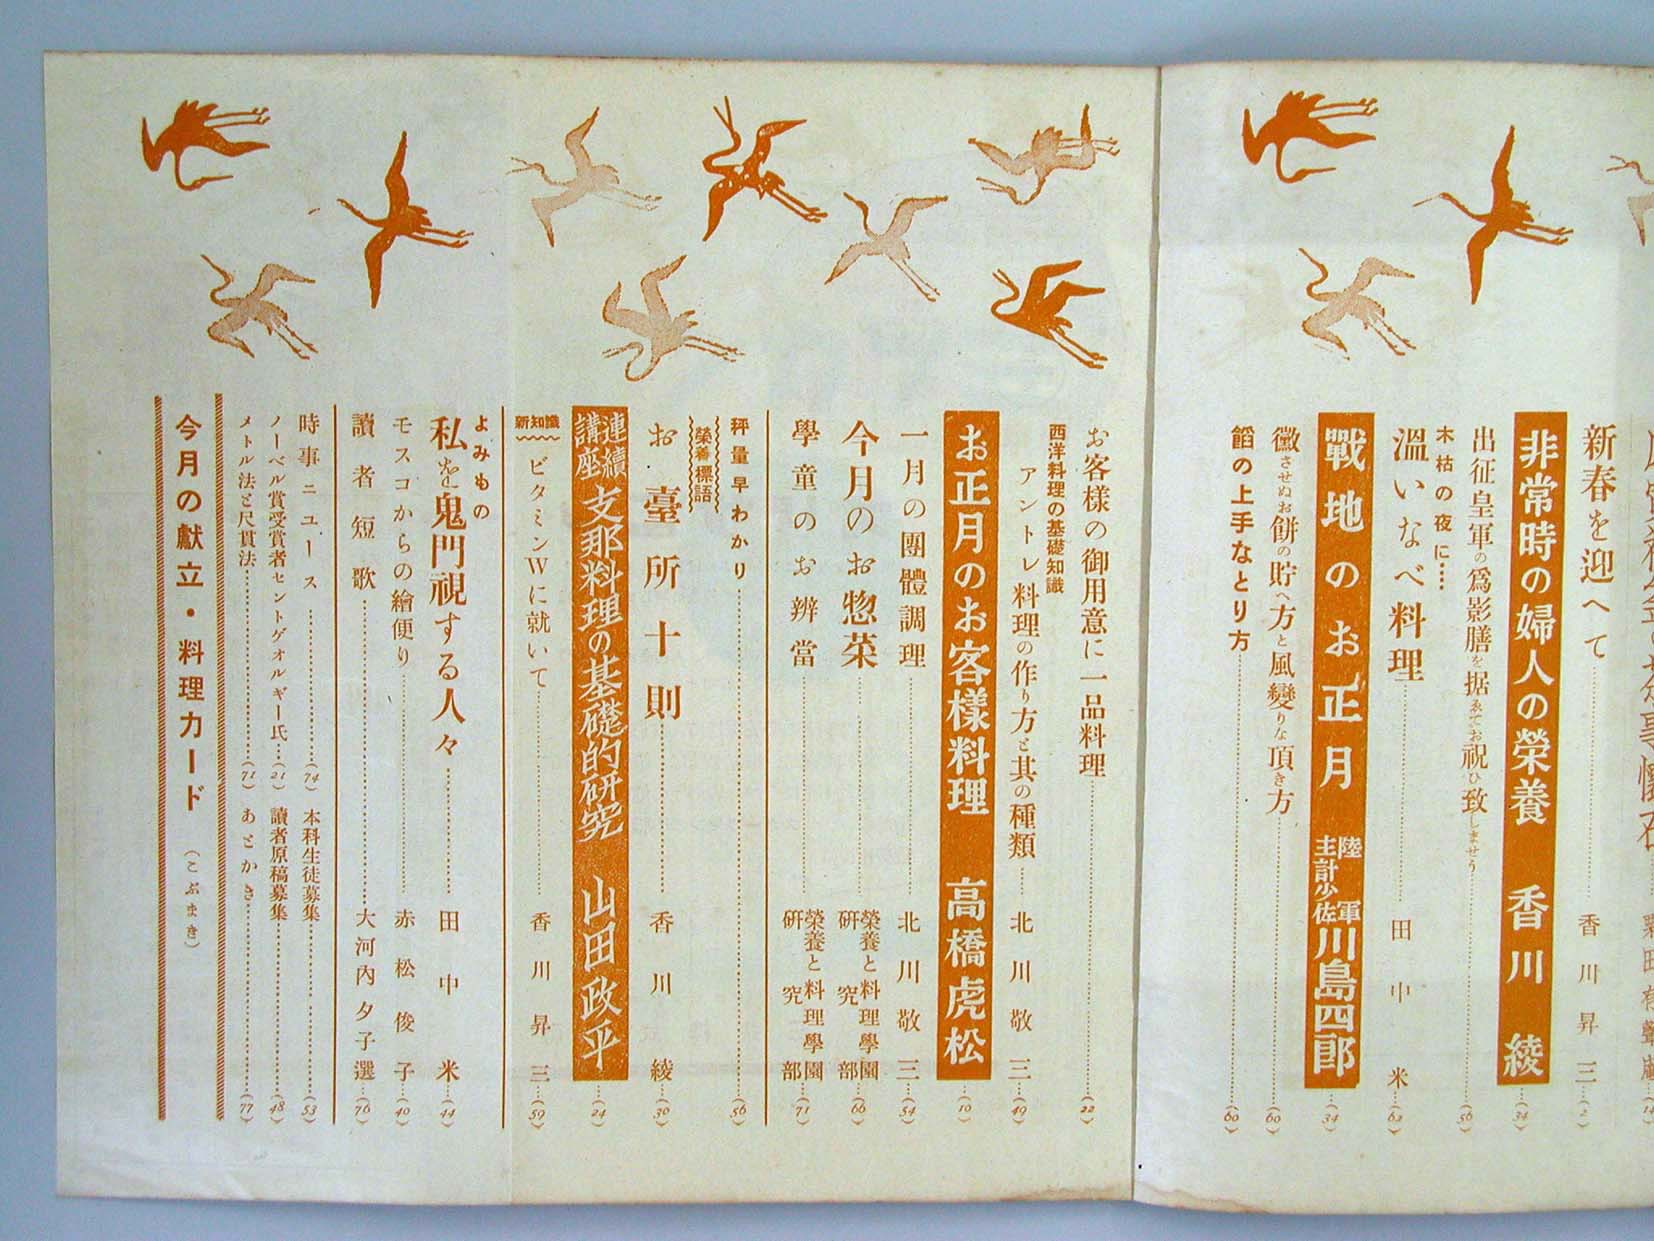 新春を迎へて 香川昇三 (2)
非常時の婦人の榮養 香川綾 (34)
出征皇軍の爲影膳を据ゑてお祝ひ致しませう (56)
木枯の夜に……
溫いなべ料理 田中米 (62)
戰地のお正月 陸軍主計少佐 川島四郎 (34)
黴させぬお餅の貯へ方と風變りな頂き方 (60)
餡の上手なとり方 (60)
お客樣の御用意に一品料理 (22)
西洋料理の基礎知識
アントレ料理の作り方と其の種類 北川敬三 (49)
お正月のお客樣料理 高橋虎松 (10)
一月の團體調理 北川敬三 (54)
今月のお惣菜 榮養と料理學園硏究部 (66)
學童のお辨當 榮養と料理學園硏究部 (71)
秤量早わかり (56)
榮養標語
お臺所十則 香川綾 (30)
連續講座 支那料理の基礎的硏究 山田政平 (24)
新知識
ビタミンWに就いて 香川昇三 (59)
よみもの
私を鬼門視する人々 田中米 (44)
モスコからの繪便り 赤松俊子 (40)
讀者短歌 大河內夕子選 (76)
時事ニュース (74) 本科生徒募集 (53)
ノーベル賞受賞者セントゲオルギー氏 (21) 讀者原稿募集 (48)
メトル法と尺貫法 (71) あとかき (77)
今月の獻立・料理カード (こぶまき)